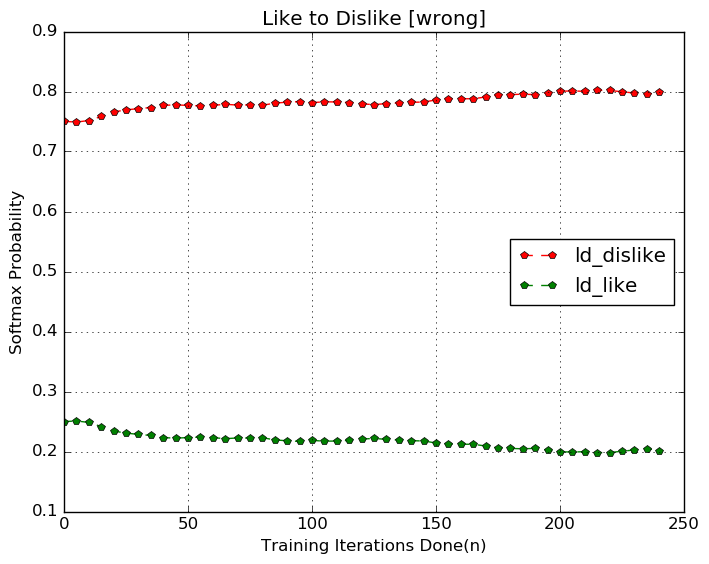 Like to Dislike [wrong]
0.9
0.8
0.7
0.6
0.5
0.4
0.3
0.2
0.1
Softmax Probability
ld_dislike
ld_like
0 50 100 150 200 250
Training Iterations Done(n)